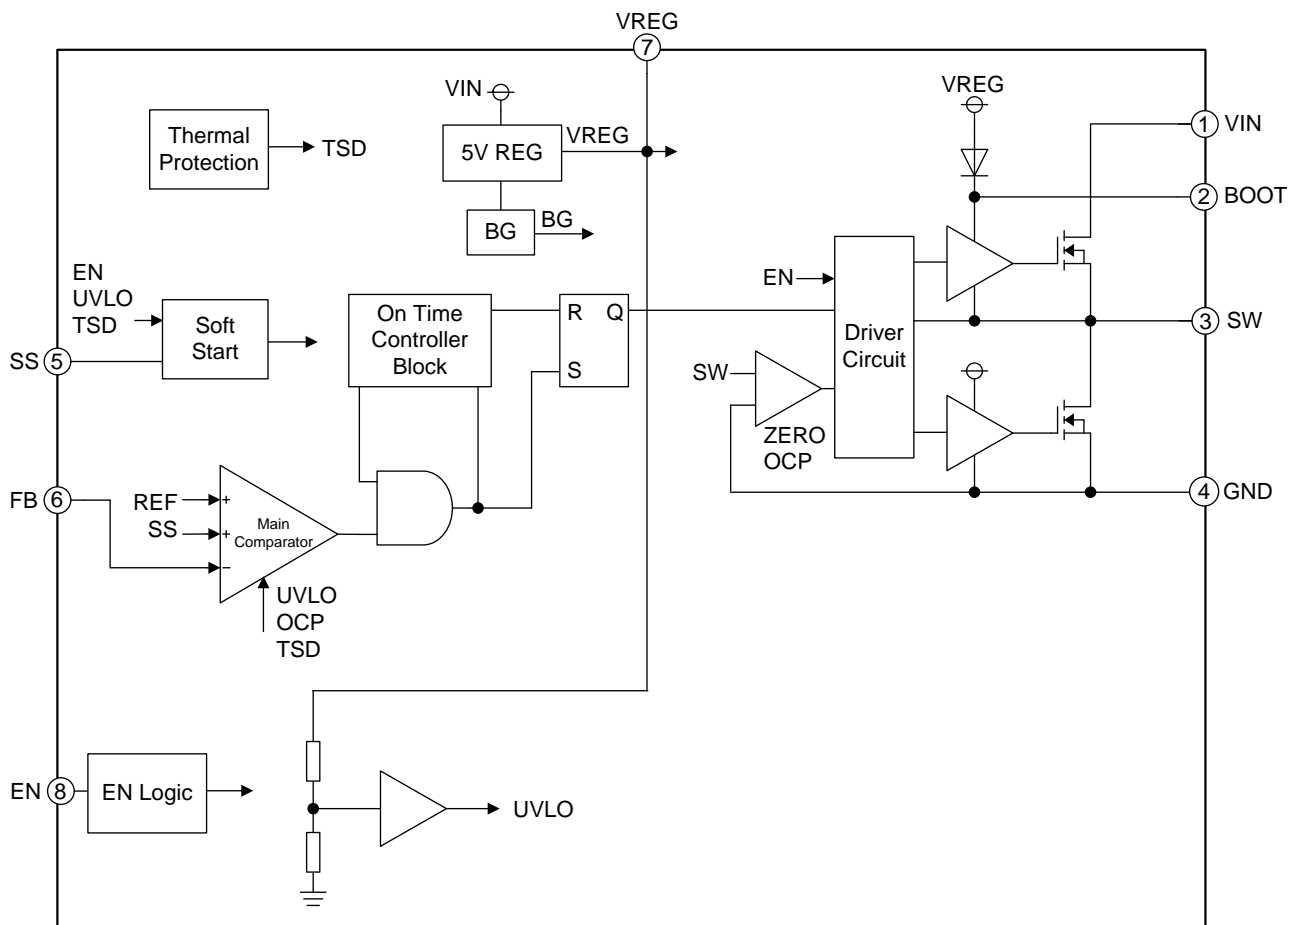 VREG
7
VIN
VREG
1
VIN
Thermal
Protection
TSD
5V REG
VREG
2
BOOT
BG
BG
EN
UVLO
TSD
Soft
Start
On Time
Controller
Block
R
Q
S
EN
Driver
Circuit
3
SW
SS
5
SW
ZERO
OCP
FB
6
REF
+
SS
+
Main
Comparator
−
4
GND
UVLO
OCP
TSD
EN
8
EN Logic
UVLO